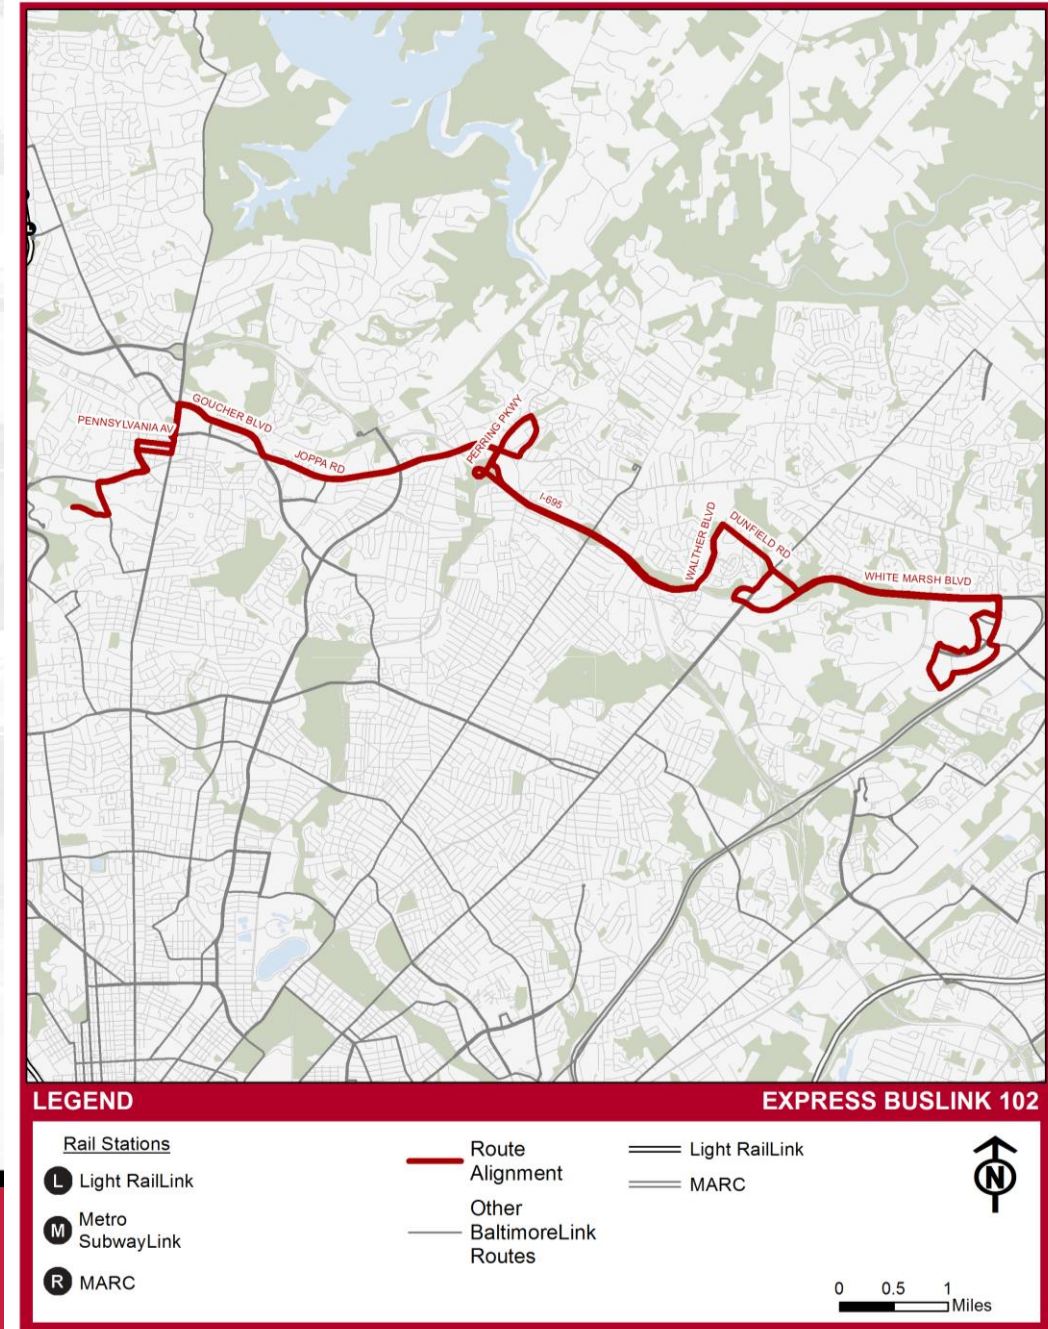 PENNSYLVANIA AV
GOUCHER BLVD
JOPPA RD
PERRING PKWY
I-695
WALTHER BLVD
DUNFIELD RD
WHITE MARSH BLVD
L
LEGEND
EXPRESS BUSLINK 102
Rail Stations
L Light RailLink
M Metro
SubwayLink
R MARC
Route
Alignment
Other
BaltimoreLink
Routes
Light RailLink
MARC
N
0 0.5 1
Miles